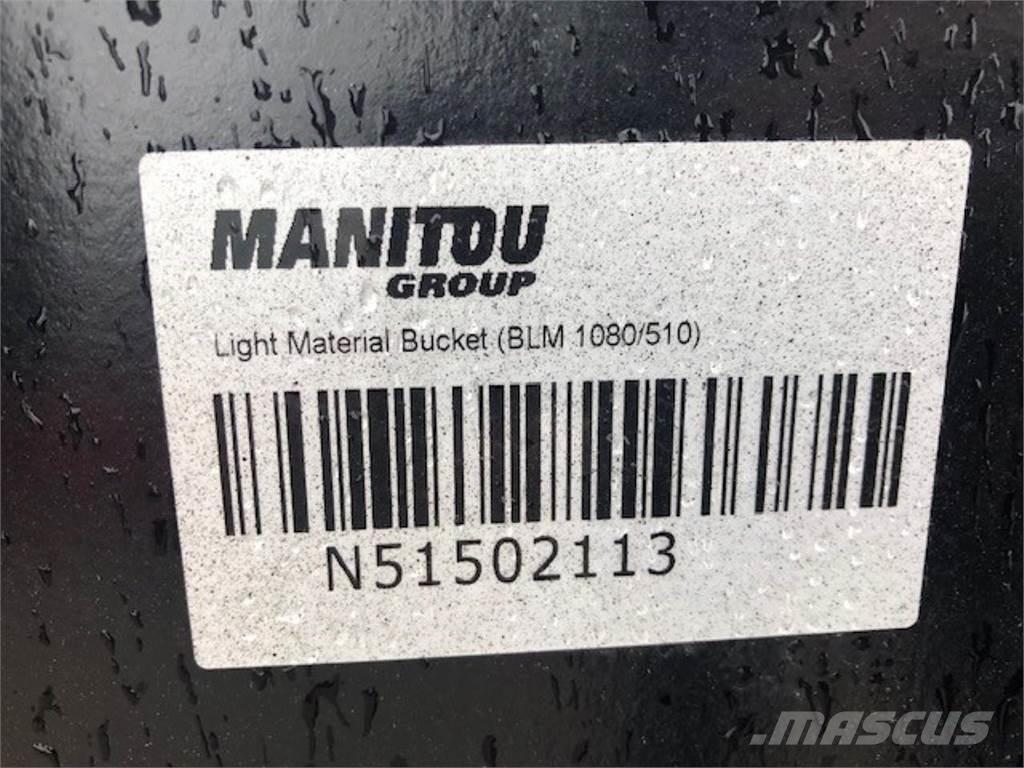 MANITOU
GROUP
Light Material Bucket (BLM 1080/510)
N51502113
MASCUS